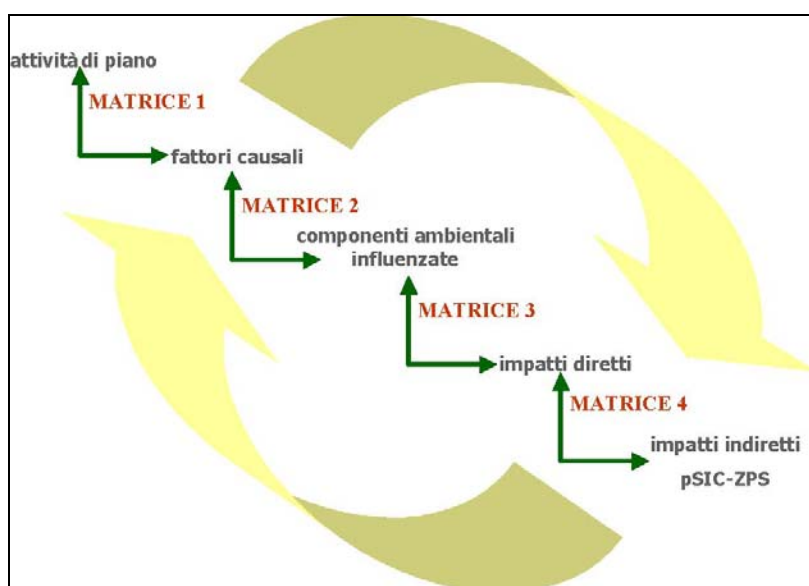 attività di piano
MATRICE 1
fattori causali
MATRICE 2
componenti ambientali
influenzate
MATRICE 3
impatti diretti
MATRICE 4
impatti indiretti
pSIC-ZPS